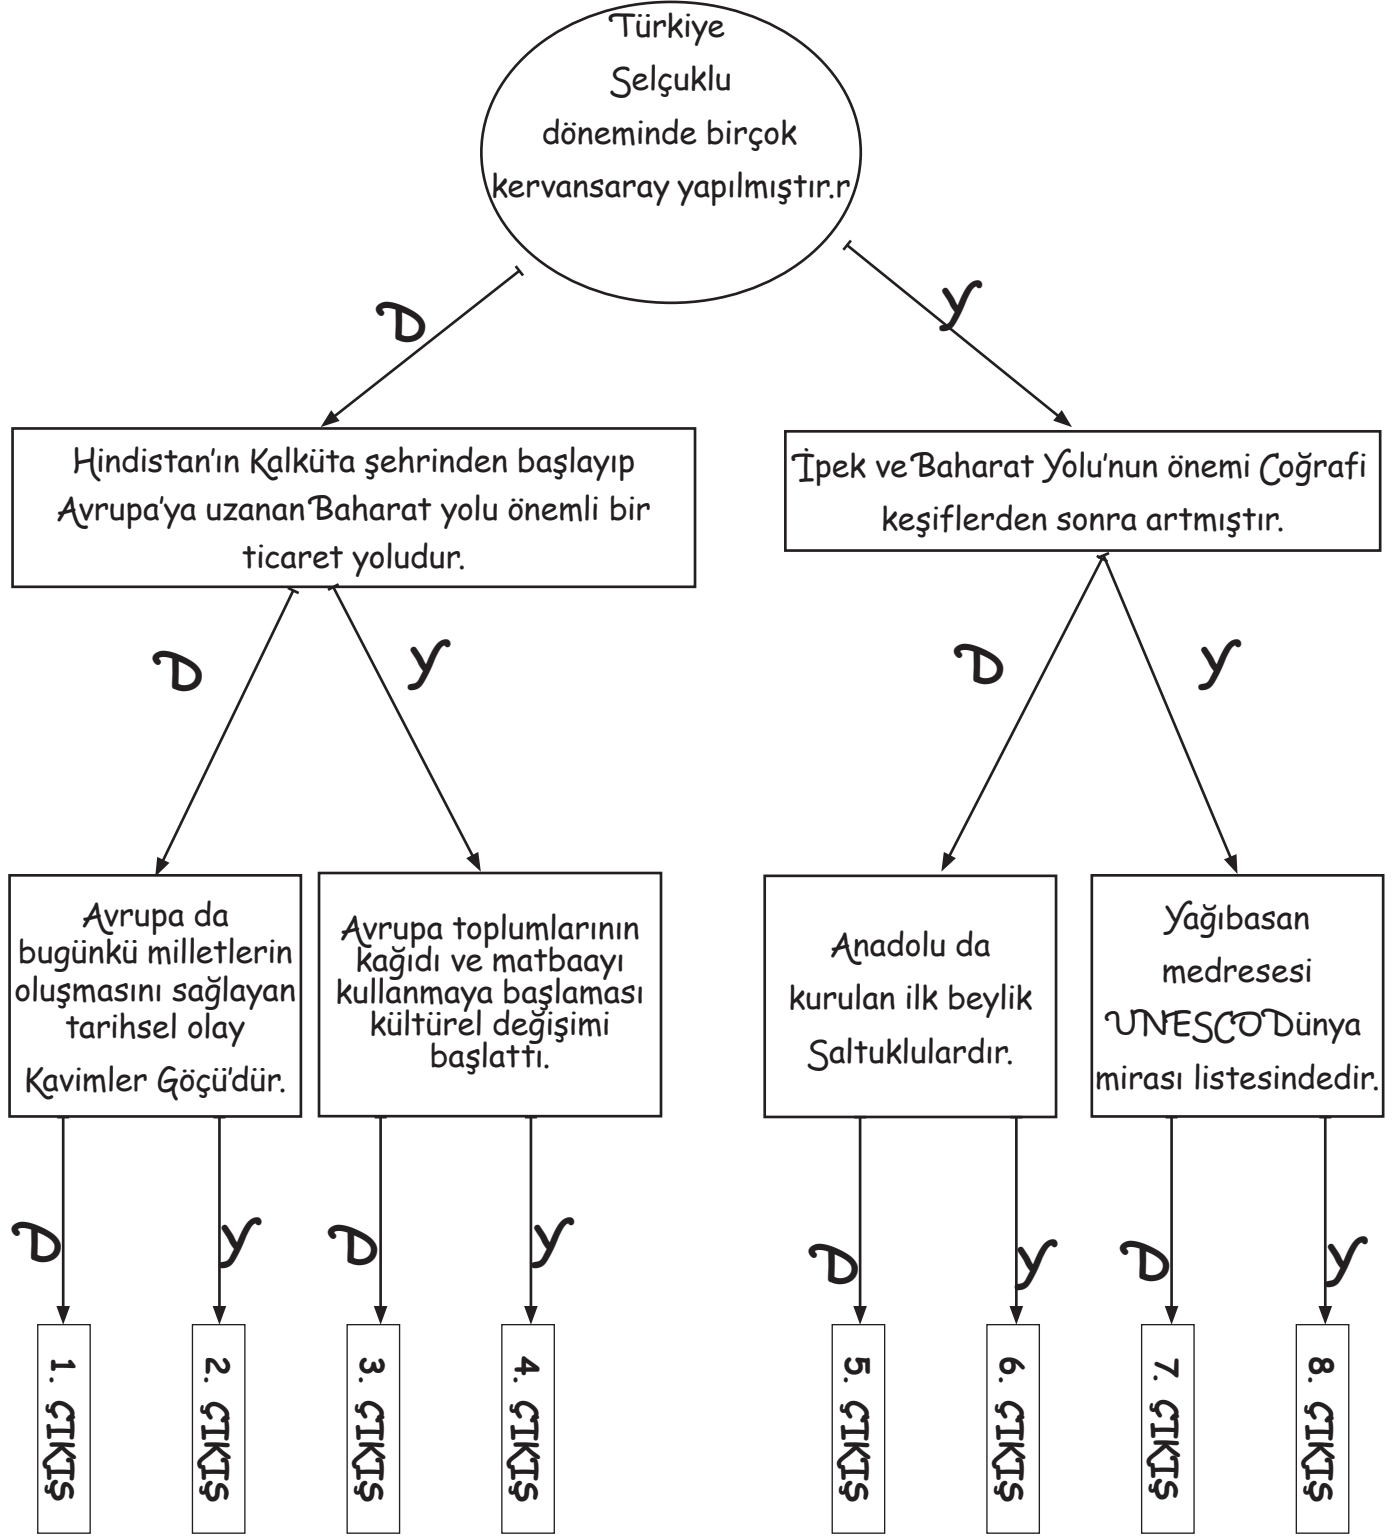 Türkiye
Selçuklu
döneminde birçok
kervansaray yapılmıştır.r
D
Y
Hindistan'ın Kalküta şehrinden başlayıp
Avrupa'ya uzanan Baharat yolu önemli bir
ticaret yoludur.
İpek ve Baharat Yolu'nun önemi Coğrafi
keşiflerden sonra artmıştır.
D
Y
D
Y
Avrupa da
bugünkü milletlerin
oluşmasını sağlayan
tarihsel olay
Kavimler Göçü'dür.
Avrupa toplumlarının
kağıdı ve matbaayı
kullanmaya başlaması
kültürel değişimi
başlattı.
Anadolu da
kurulan ilk beylik
Saltuklulardır.
Yağıbasan
medresesi
UNESCO Dünya
mirası listesindedir.
D
Y
D
Y
D
Y
D
Y
1. ÇIKIŞ
2. ÇIKIŞ
3. ÇIKIŞ
4. ÇIKIŞ
5. ÇIKIŞ
6. ÇIKIŞ
7. ÇIKIŞ
8. ÇIKIŞ